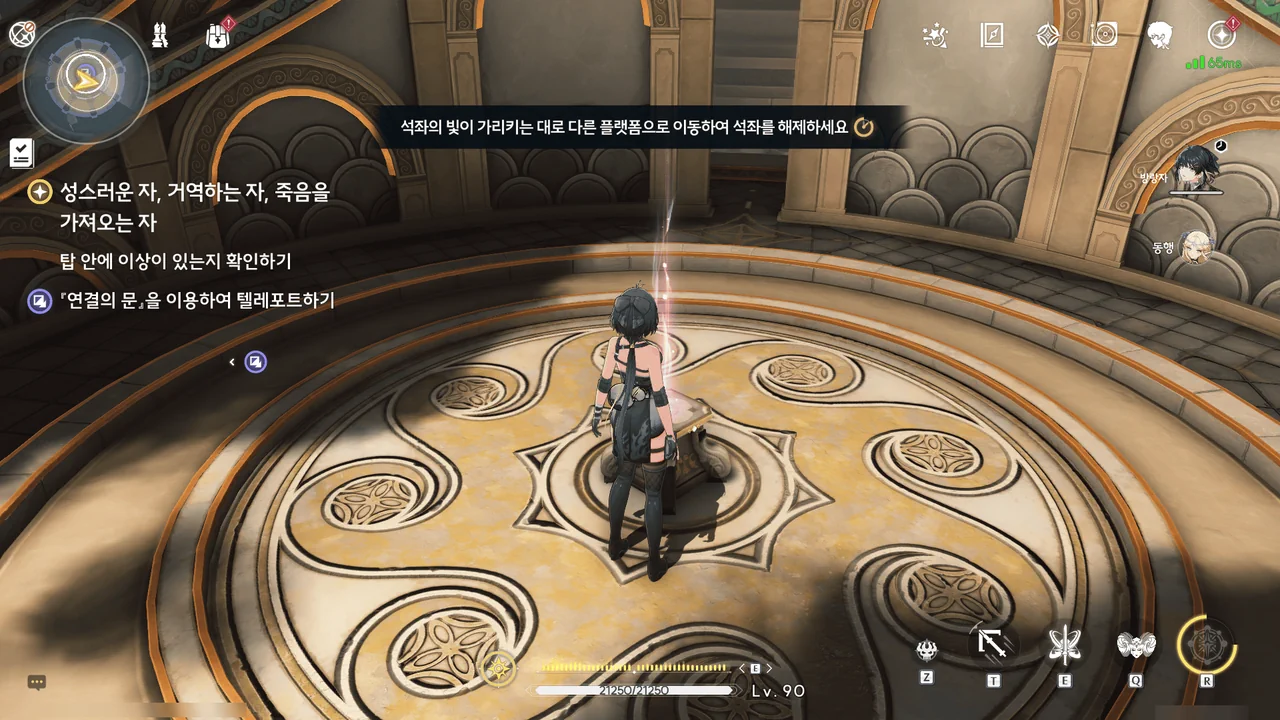 65ms
석좌의 빛이 가리키는 대로 다른 플랫폼으로 이동하여 석좌를 해제하세요
성스러운 자, 거역하는 자, 죽음을
가져오는 자
탑 안에 이상이 있는지 확인하기
『연결의 문』을 이용하여 텔레포트하기
방랑자
동행
E
21250/21250
Lv. 90
Z
T
E
Q
R